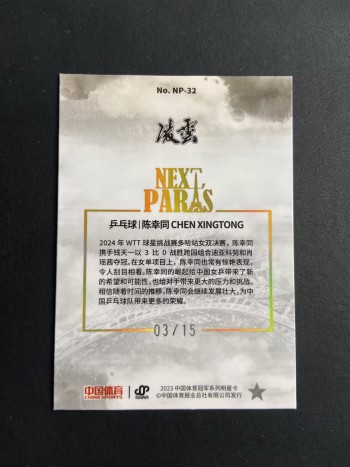 No. NP-32
凌雲
NEXT
PARIS
乒乓球|陈幸同 CHEN XINGTONG
2024 年 WTT 球星挑战赛多哈站女双决赛，陈幸同
携手钱天一以 3 比 0 战胜跨国组合迪亚科努和肖
瑶茜夺冠。在女单项目上，陈幸同也常有惊艳表现，
令人刮目相看。陈幸同的崛起给中国女乒带来了新
的希望和可能性，也给对手带来更大的压力和挑战。
相信随着时间的推移，陈幸同会继续发展壮大，为中
国乒乓球队带来更多的荣耀。
03/15
中国体育
CHINA SPORTS
2023 中国体育冠军系列明星卡
©中国体育报业总社有限公司发行